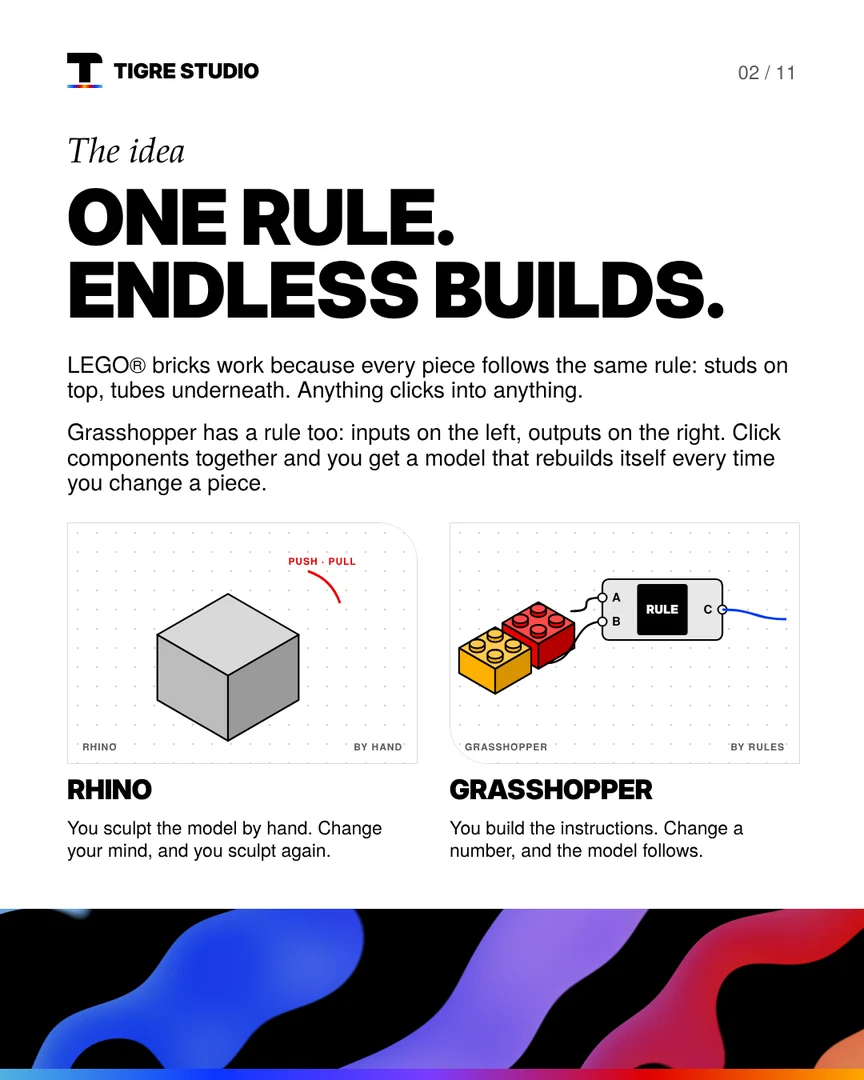 TIGRE STUDIO
02 / 11
The idea
ONE RULE.
ENDLESS BUILDS.
LEGO® bricks work because every piece follows the same rule: studs on
top, tubes underneath. Anything clicks into anything.
Grasshopper has a rule too: inputs on the left, outputs on the right. Click
components together and you get a model that rebuilds itself every time
you change a piece.
PUSH · PULL
RHINO
BY HAND
A
B
RULE
C
GRASSHOPPER
BY RULES
RHINO
You sculpt the model by hand. Change
your mind, and you sculpt again.
GRASSHOPPER
You build the instructions. Change a
number, and the model follows.